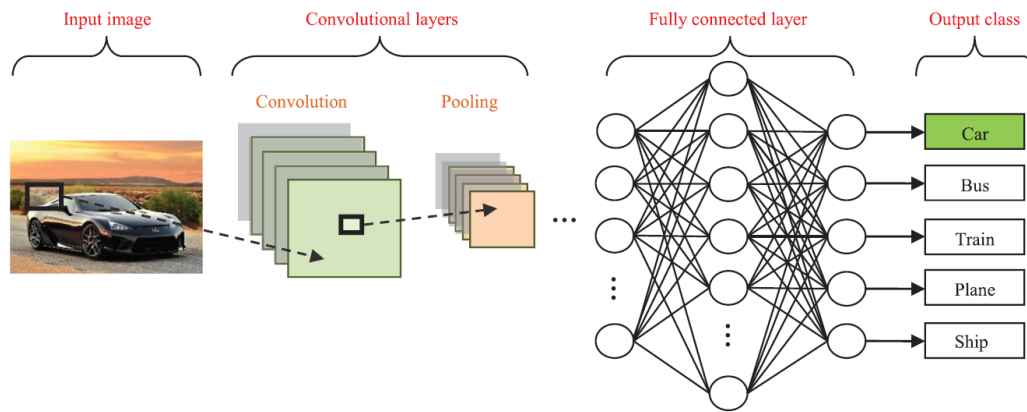 Input image
Convolutional layers
Fully connected layer
Output class
Convolution
Pooling
Car
Bus
Train
Plane
Ship